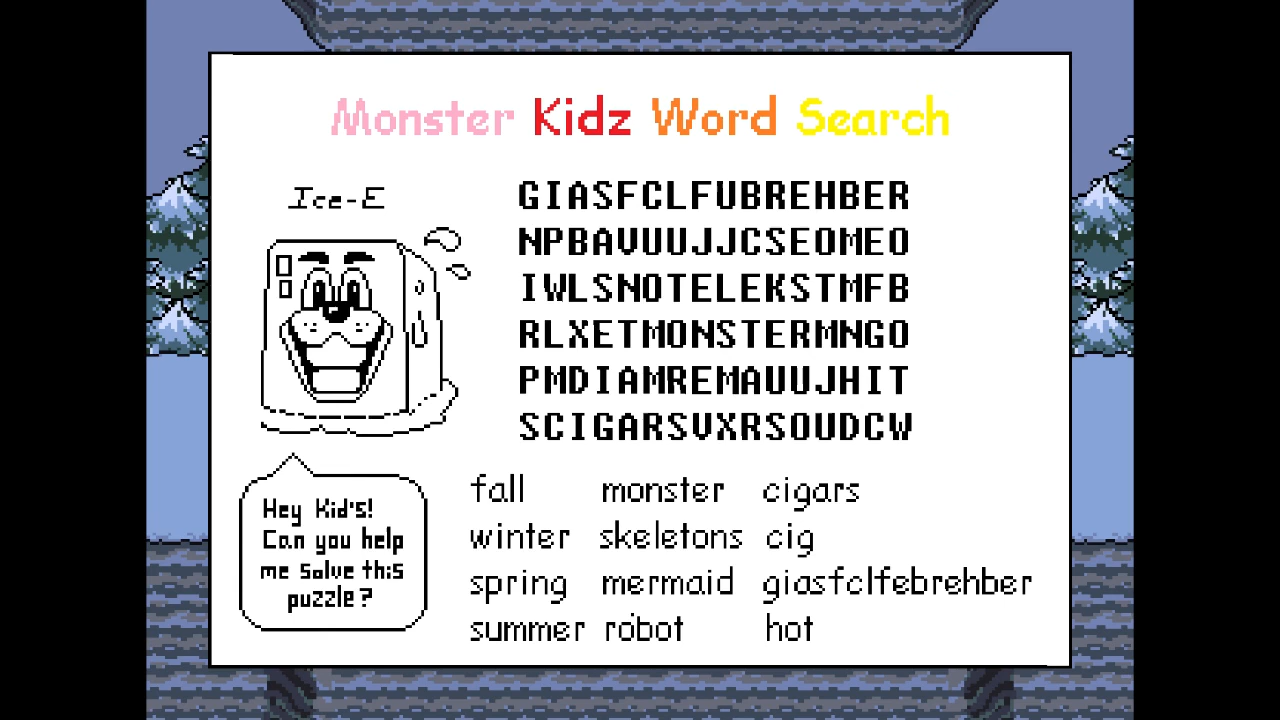 Monster Kidz Word Search
Ice-E
GIASFCLFUBREHBER
NPBAVUUJJCSEOMEO
IWLSNOTELEKSTMFB
RLXETMONSTERMNGO
PMDIAMREMAUUJHIT
SCIGARSVXRSOUDCW
Hey Kid's!
Can you help
me solve this
puzzle?
fall monster cigars
winter skeletons cig
spring mermaid giasfclfebrehber
summer robot hot